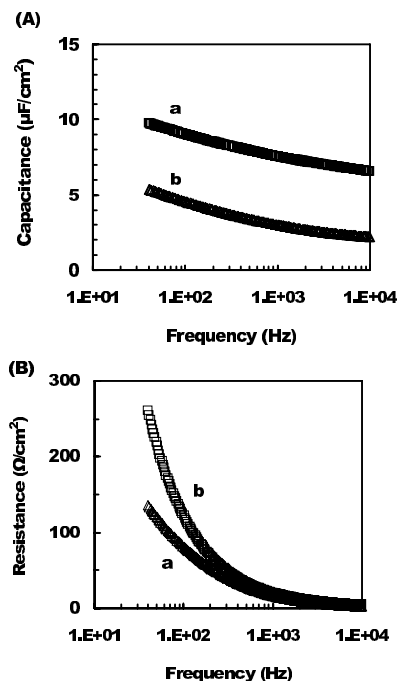 (A)
15
10
5
0
Capacitance (µF/cm²)
a
b
1.E+01 1.E+02 1.E+03 1.E+04
Frequency (Hz)
(B)
300
200
100
0
Resistance (Ω/cm²)
b
a
1.E+01 1.E+02 1.E+03 1.E+04
Frequency (Hz)